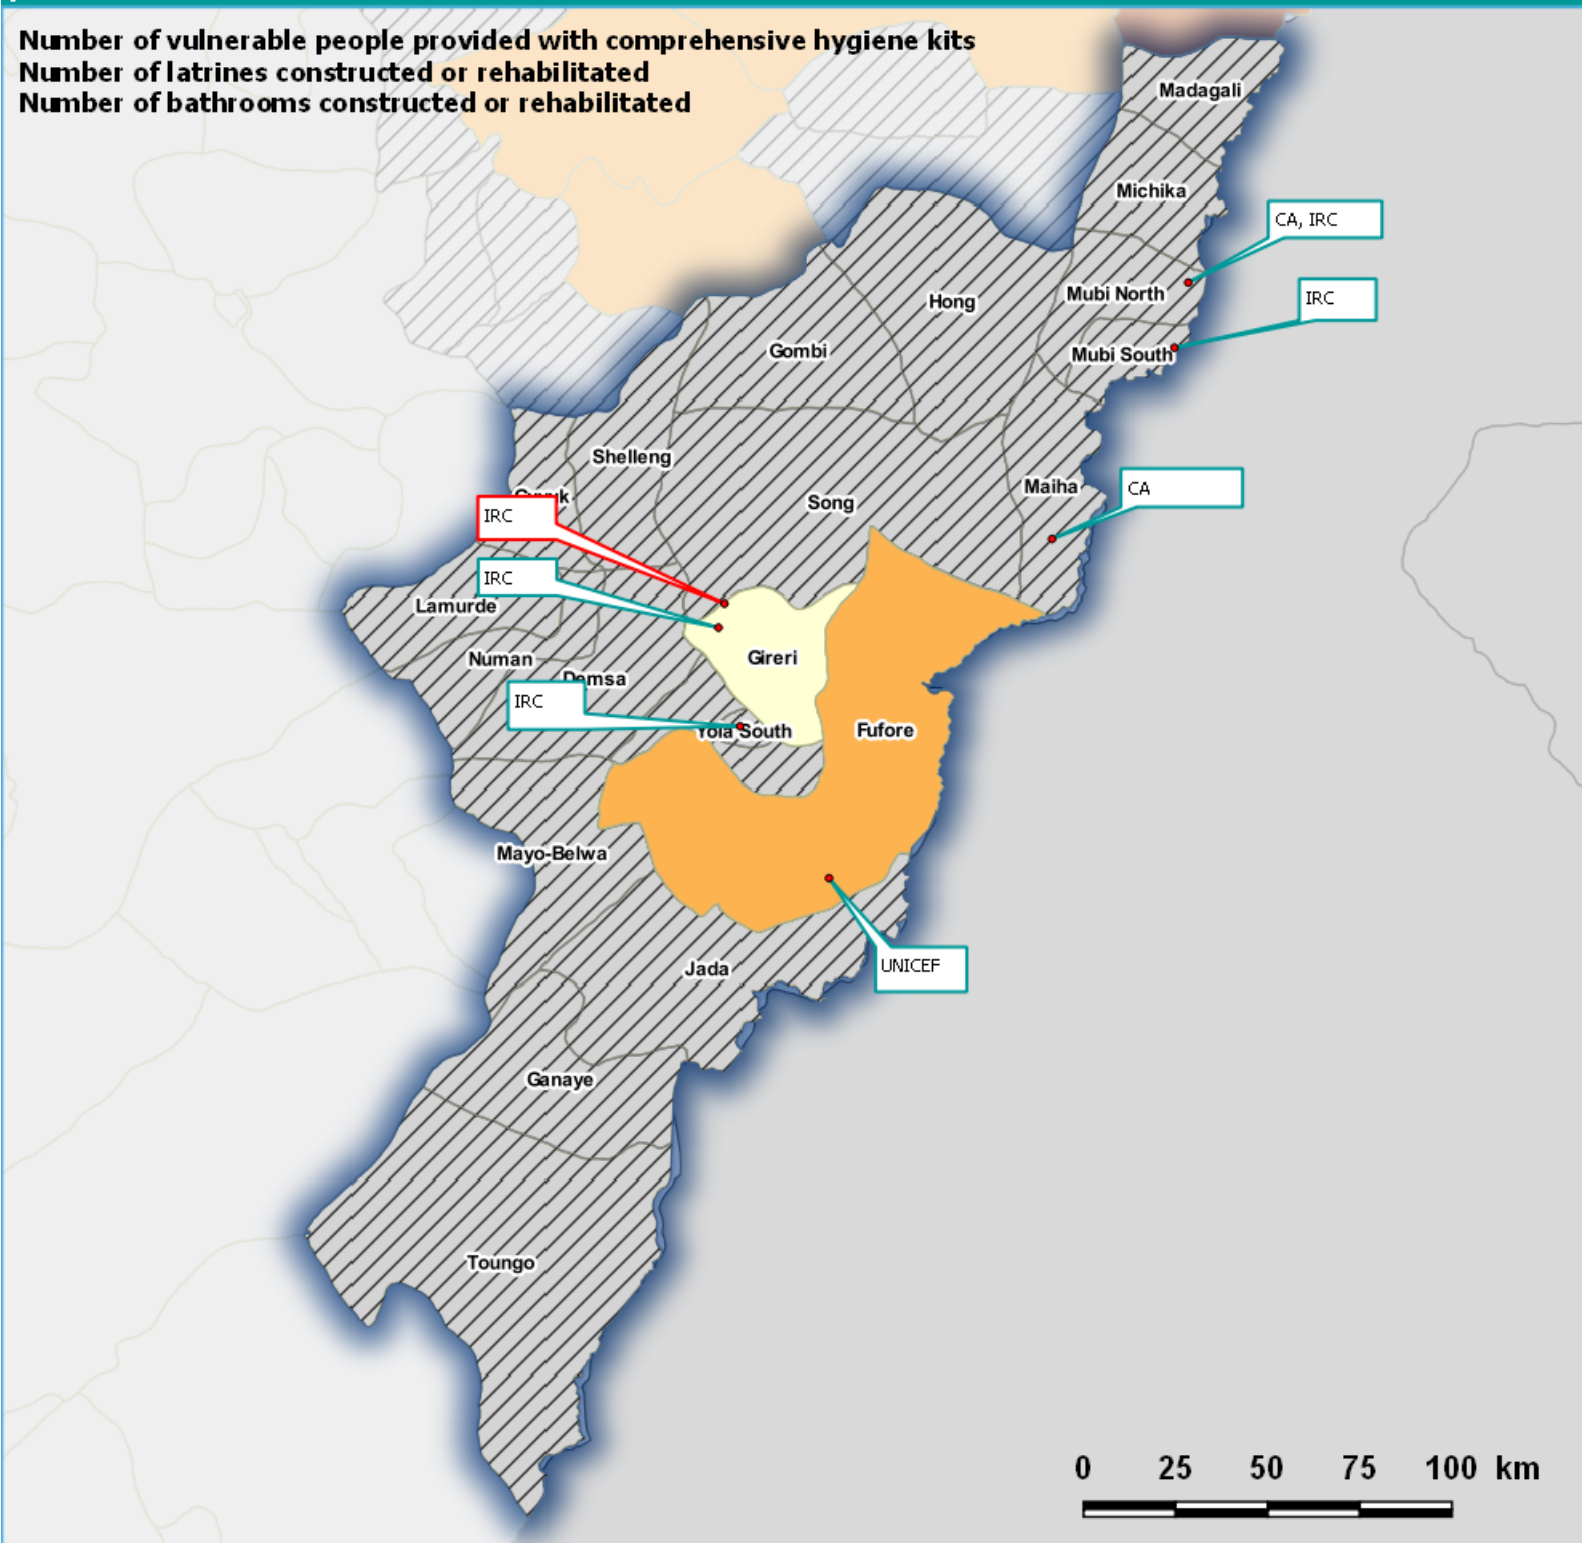 Number of vulnerable people provided with comprehensive hygiene kits
Number of latrines constructed or rehabilitated
Number of bathrooms constructed or rehabilitated
Madagali
Michika
CA, IRC
Mubi North
IRC
Hong
Gombi
Mubi South
Shelleng
Maiha
CA
Song
IRC
IRC
Lamurde
Gireri
Numan
Demsa
IRC
Yola South
Fufore
Mayo-Belwa
UNICEF
Jada
Ganaye
Toungo
0 25 50 75 100 km